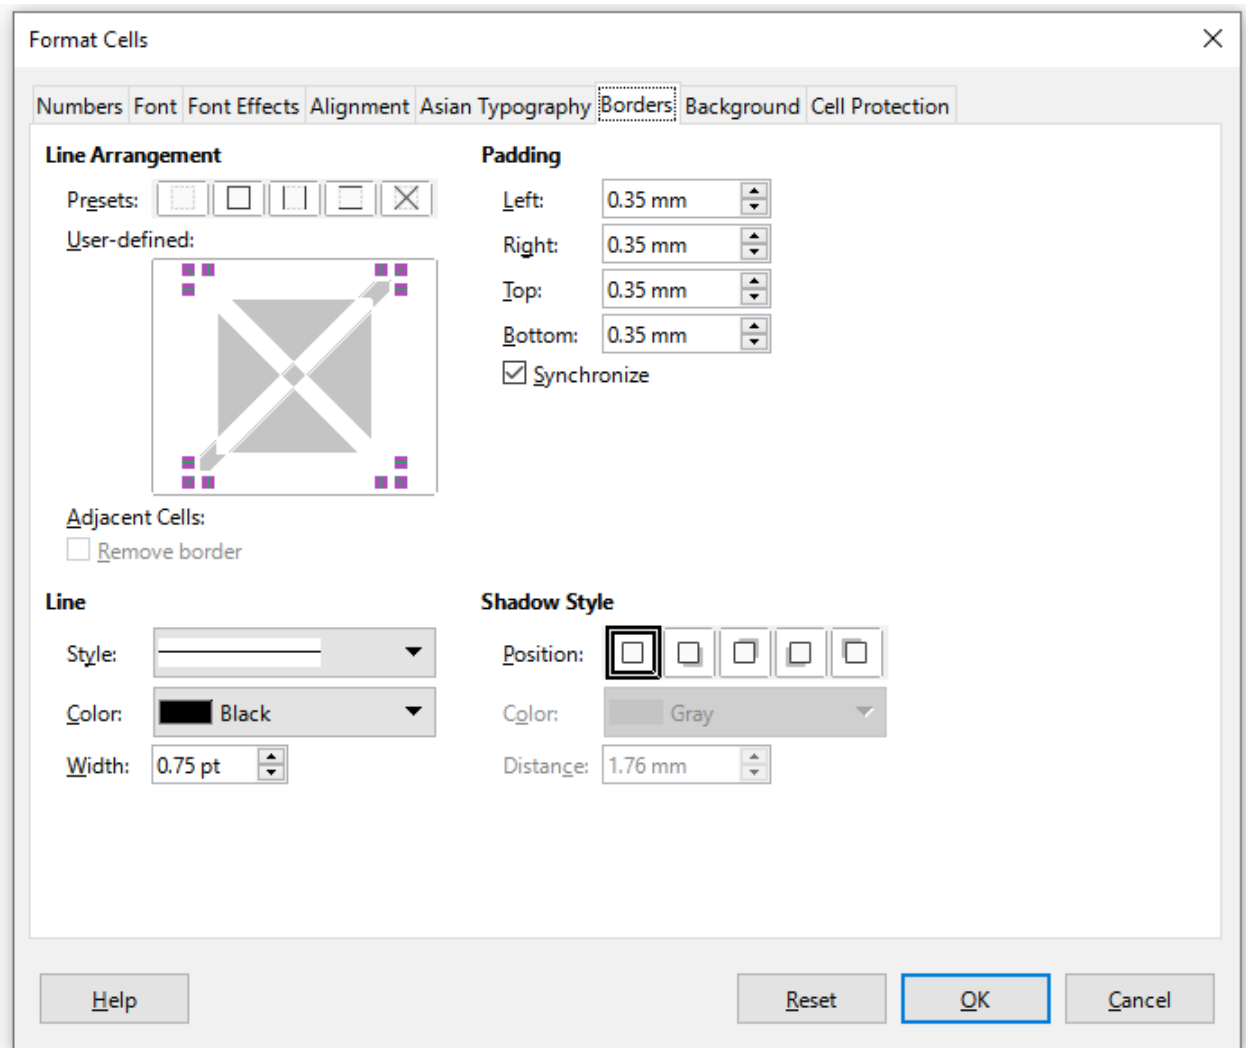 Format Cells
Numbers Font Font Effects Alignment Asian Typography Borders Background Cell Protection
Line Arrangement
Presets:
User-defined:
Adjacent Cells:
Remove border
Padding
Left: 0.35 mm
Right: 0.35 mm
Top: 0.35 mm
Bottom: 0.35 mm
Synchronize
Line
Style:
Color: Black
Width: 0.75 pt
Shadow Style
Position:
Color: Gray
Distance: 1.76 mm
Help Reset OK Cancel